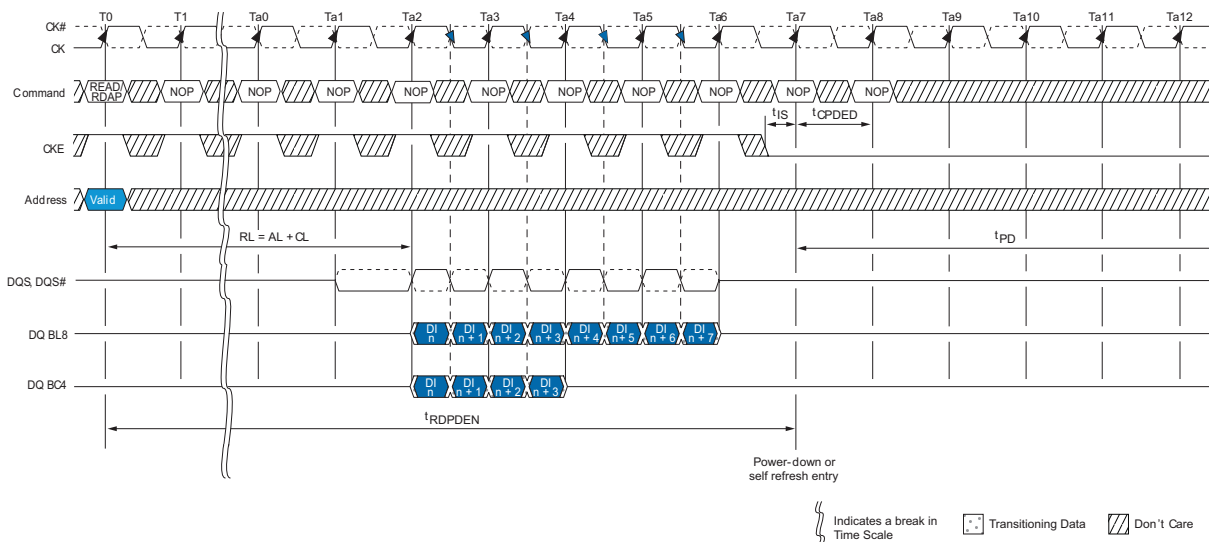 T0 T1 Ta0 Ta1 Ta2 Ta3 Ta4 Ta5 Ta6 Ta7 Ta8 Ta9 Ta10 Ta11 Ta12
CK#
CK
Command READ/ RDAP NOP NOP NOP NOP NOP NOP NOP NOP NOP NOP
tIS tCPDED
CKE
Address Valid
RL = AL + CL tPD
DQS, DQS#
DQ BL8 DI n DI n + 1 DI n + 2 DI n + 3 DI n + 4 DI n+ 5 DI n + 6 DI n + 7
DQ BC4 DI n DI n + 1 DI n + 2 DI n + 3
tRDPDEN
Power-down or
self refresh entry
Indicates a break in
Time Scale
Transitioning Data
Don't Care